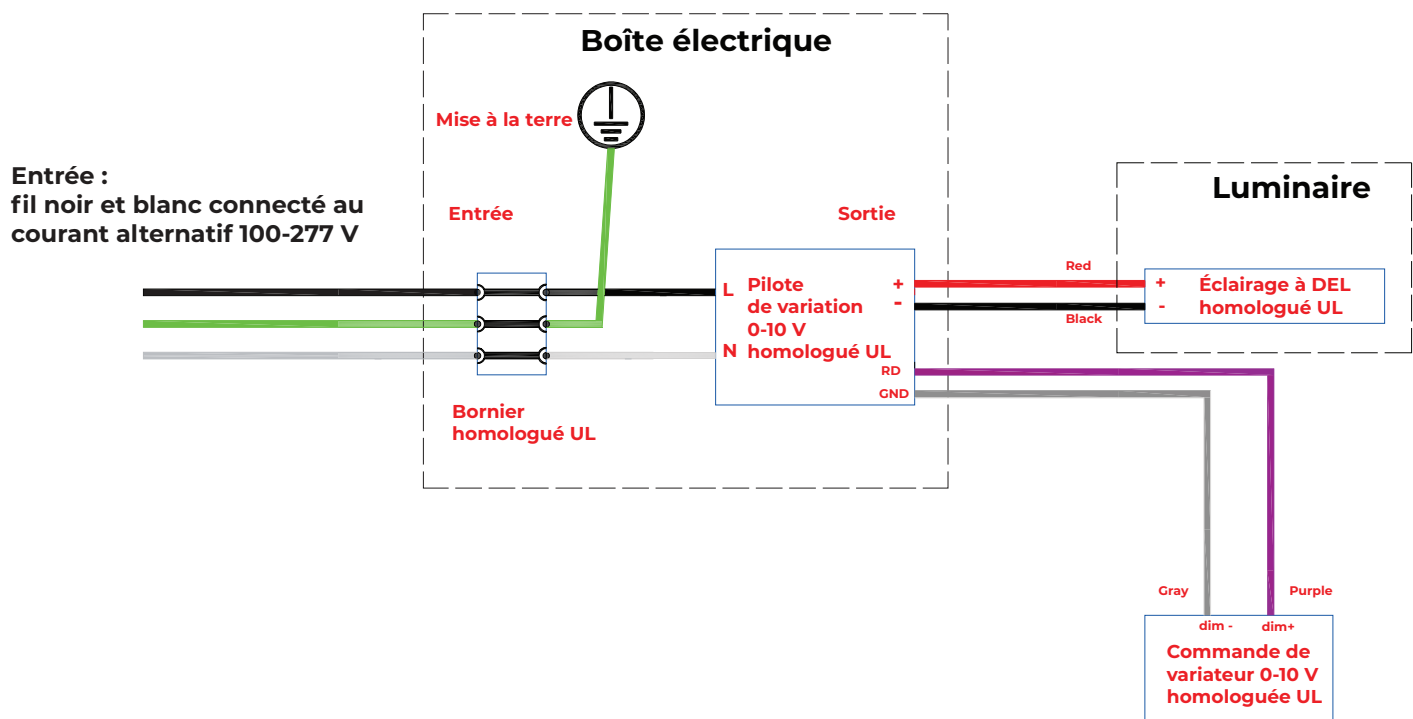 Boîte électrique
Mise à la terre
Entrée :
fil noir et blanc connecté au
courant alternatif 100-277 V
Entrée
Sortie
Luminaire
L
Pilote
de variation
0-10 V
homologué UL
N
+
-
RD
GND
Red
Black
+
-
Éclairage à DEL
homologué UL
Bornier
homologué UL
Gray
Purple
dim -
dim+
Commande de
variateur 0-10 V
homologuée UL